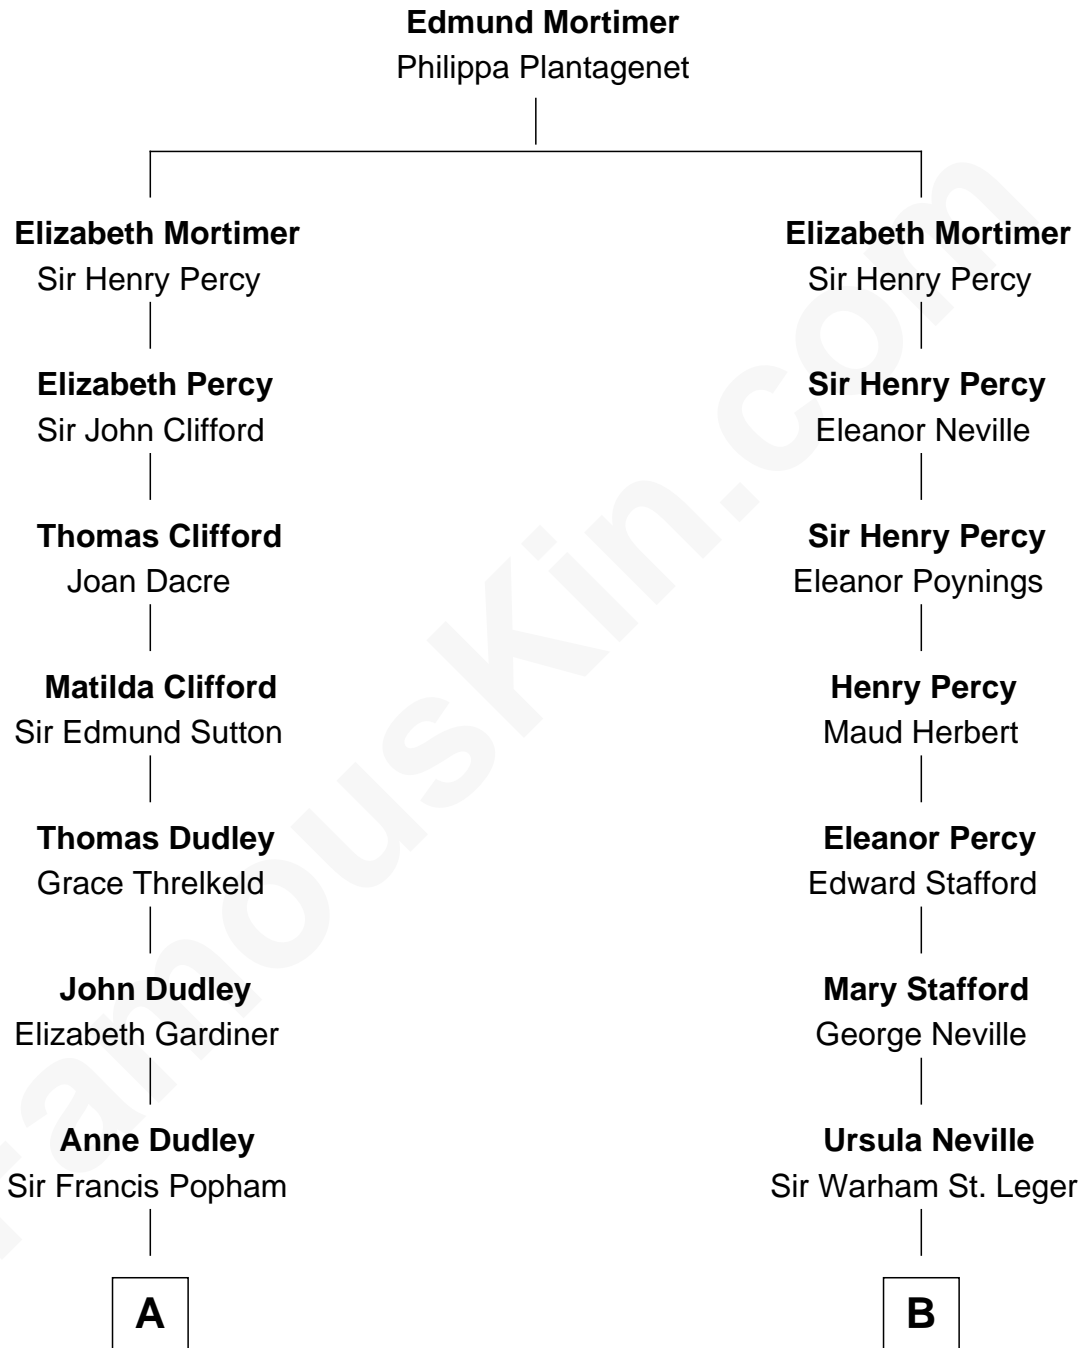 Edmund Mortimer
Philippa Plantagenet
Elizabeth Mortimer
Sir Henry Percy
Elizabeth Mortimer
Sir Henry Percy
Elizabeth Percy
Sir John Clifford
Sir Henry Percy
Eleanor Neville
Thomas Clifford
Joan Dacre
Sir Henry Percy
Eleanor Poynings
Matilda Clifford
Sir Edmund Sutton
Henry Percy
Maud Herbert
Thomas Dudley
Grace Threlkeld
Eleanor Percy
Edward Stafford
John Dudley
Elizabeth Gardiner
Mary Stafford
George Neville
Anne Dudley
Sir Francis Popham
Ursula Neville
Sir Warham St. Leger
A
B
FamousKin.com